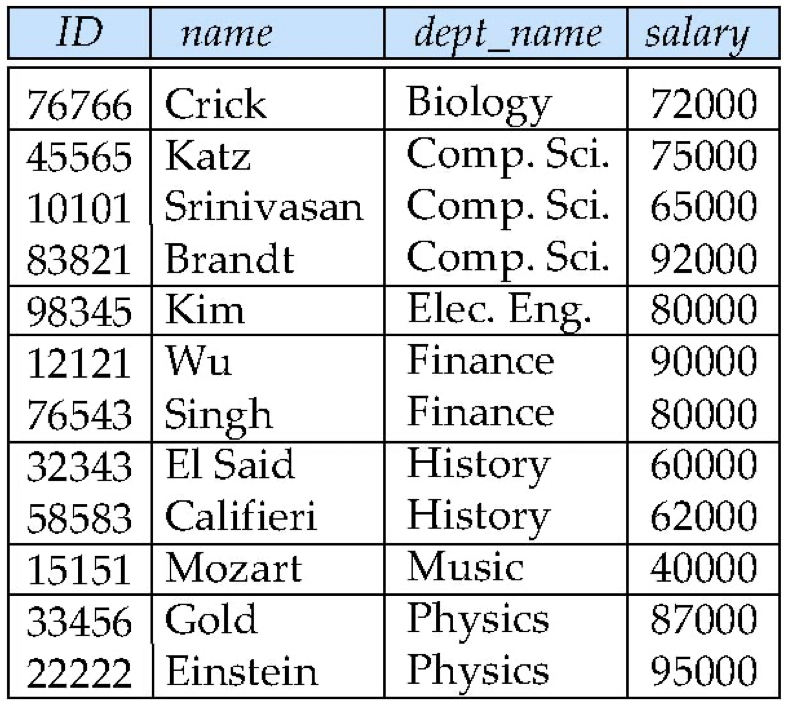 ID name dept_name salary
76766 Crick Biology 72000
45565 Katz Comp. Sci. 75000
10101 Srinivasan Comp. Sci. 65000
83821 Brandt Comp. Sci. 92000
98345 Kim Elec. Eng. 80000
12121 Wu Finance 90000
76543 Singh Finance 80000
32343 El Said History 60000
58583 Califieri History 62000
15151 Mozart Music 40000
33456 Gold Physics 87000
22222 Einstein Physics 95000